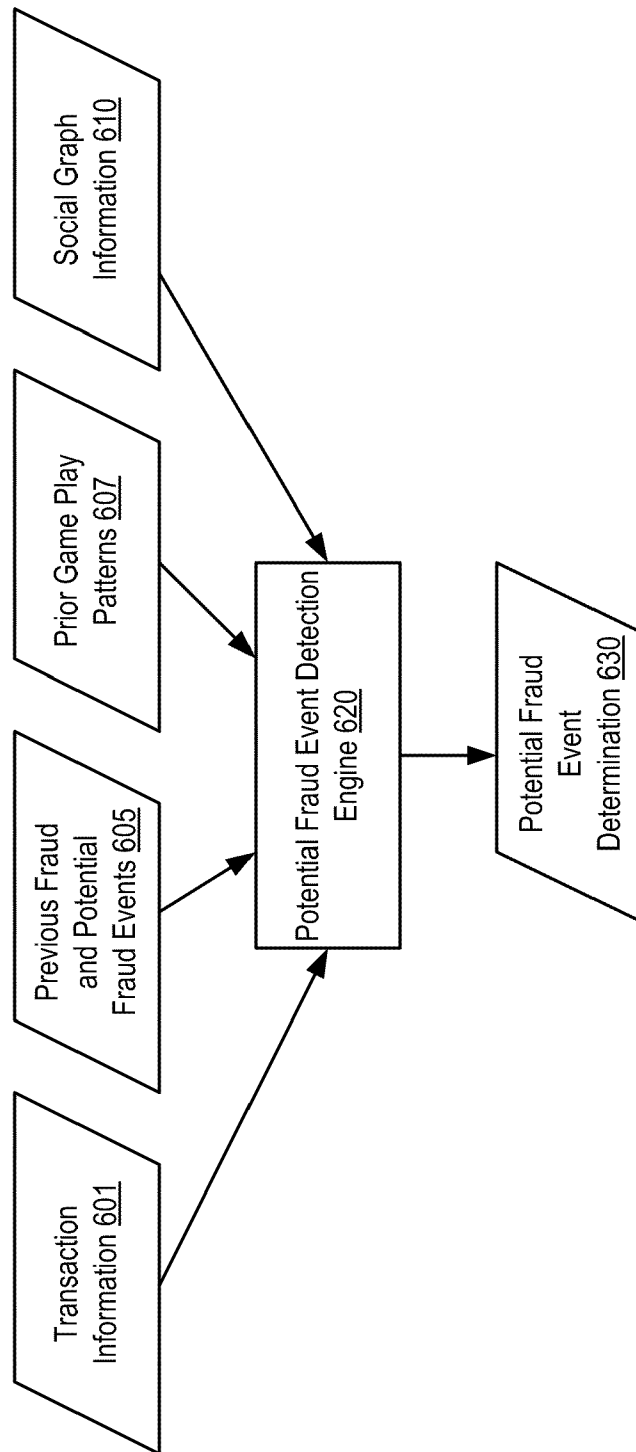 Transaction
Information 601
Previous Fraud
and Potential
Fraud Events 605
Prior Game Play
Patterns 607
Social Graph
Information 610
Potential Fraud Event Detection
Engine 620
Potential Fraud
Event
Determination 630